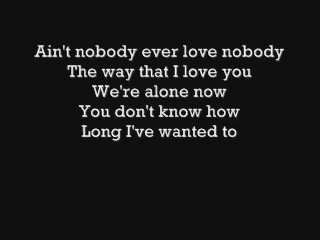 Ain't nobody ever love nobody
The way that I love you
We're alone now
You don't know how
Long I've wanted to